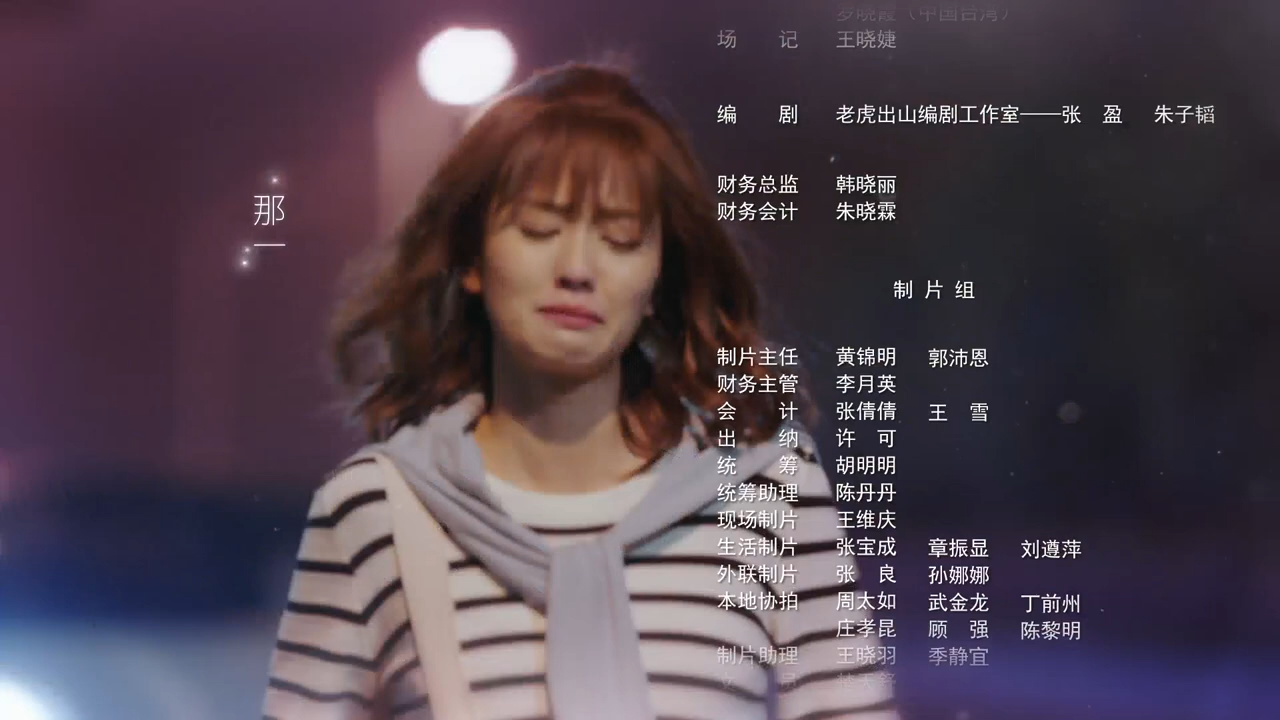 那
一
罗晓霞（中国台湾）
场　　记　王晓婕
编　　剧　老虎出山编剧工作室——张　盈　朱子韬
财务总监　韩晓丽
财务会计　朱晓霖
制 片 组
制片主任　黄锦明　郭沛恩
财务主管　李月英
会　　计　张倩倩　王　雪
出　　纳　许　可
统　　筹　胡明明
统筹助理　陈丹丹
现场制片　王维庆
生活制片　张宝成　章振显　刘遵萍
外联制片　张　良　孙娜娜
本地协拍　周太如　武金龙　丁前州
庄孝昆　顾　强　陈黎明
制片助理　王晓羽　季静宜